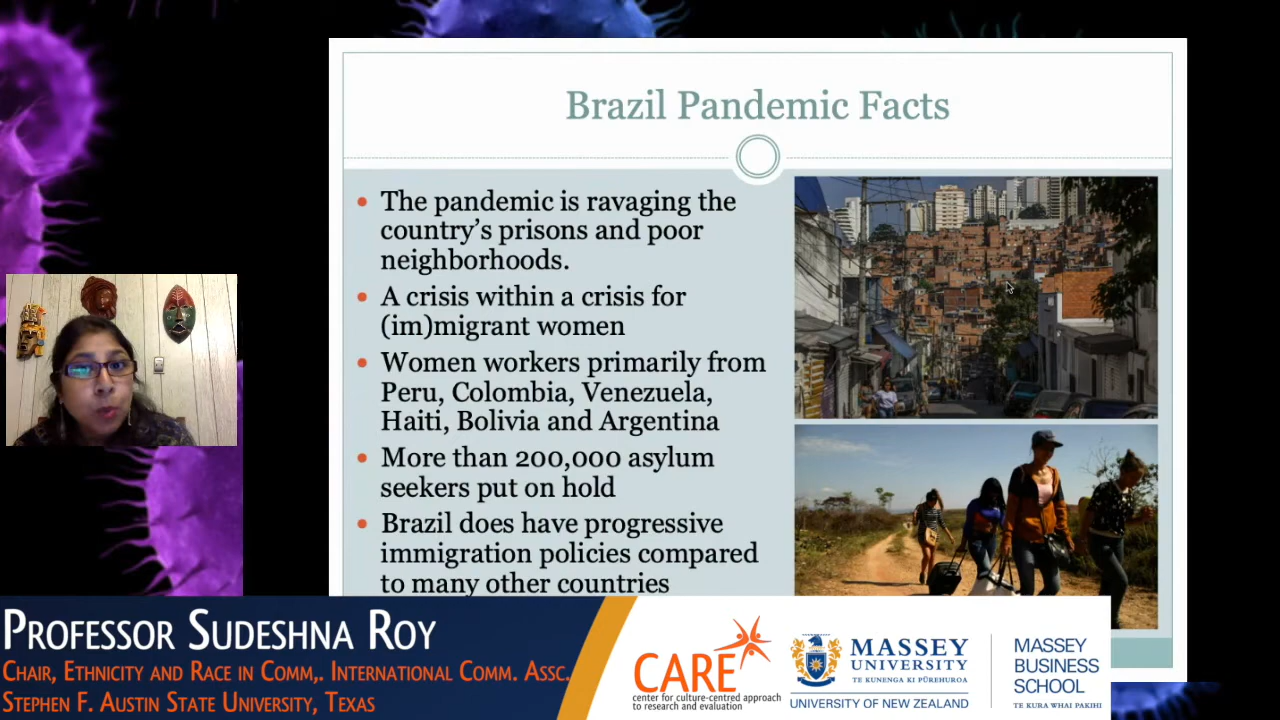 Brazil Pandemic Facts
• The pandemic is ravaging the
country's prisons and poor
neighborhoods.
• A crisis within a crisis for
(im)migrant women
• Women workers primarily from
Peru, Colombia, Venezuela,
Haiti, Bolivia and Argentina
• More than 200,000 asylum
seekers put on hold
• Brazil does have progressive
immigration policies compared
to many other countries
PROFESSOR SUDESHNA ROY
CHAIR, ETHNICITY AND RACE IN COMM,. INTERNATIONAL COMM. ASSC.
STEPHEN F. AUSTIN STATE UNIVERSITY, TEXAS
CARE
center for culture-centred approach
to research and evaluation
MASSEY
UNIVERSITY
TE KUNENGA KI PŪREHUROA
UNIVERSITY OF NEW ZEALAND
MASSEY
BUSINESS
SCHOOL
TE KURA WHAI PAKIHI